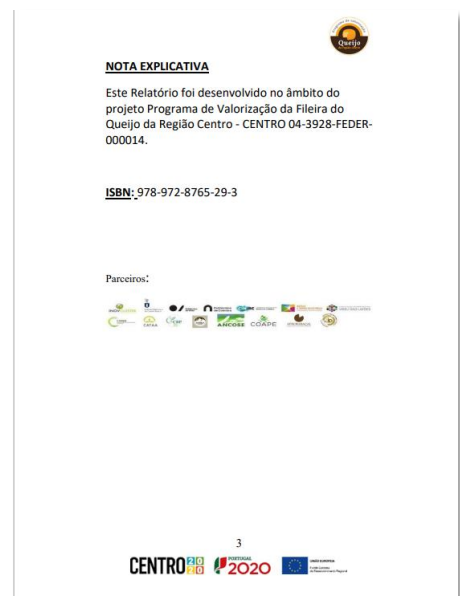 Queijo
NOTA EXPLICATIVA
Este Relatório foi desenvolvido no âmbito do
projeto Programa de Valorização da Fileira do
Queijo da Região Centro - CENTRO 04-3928-FEDER-
000014.
ISBN: 978-972-8765-29-3
Parceiros:
ANCOSE COAPE
3
CENTRO 2020
PORTUGAL
2020
UNIÃO EUROPEIA